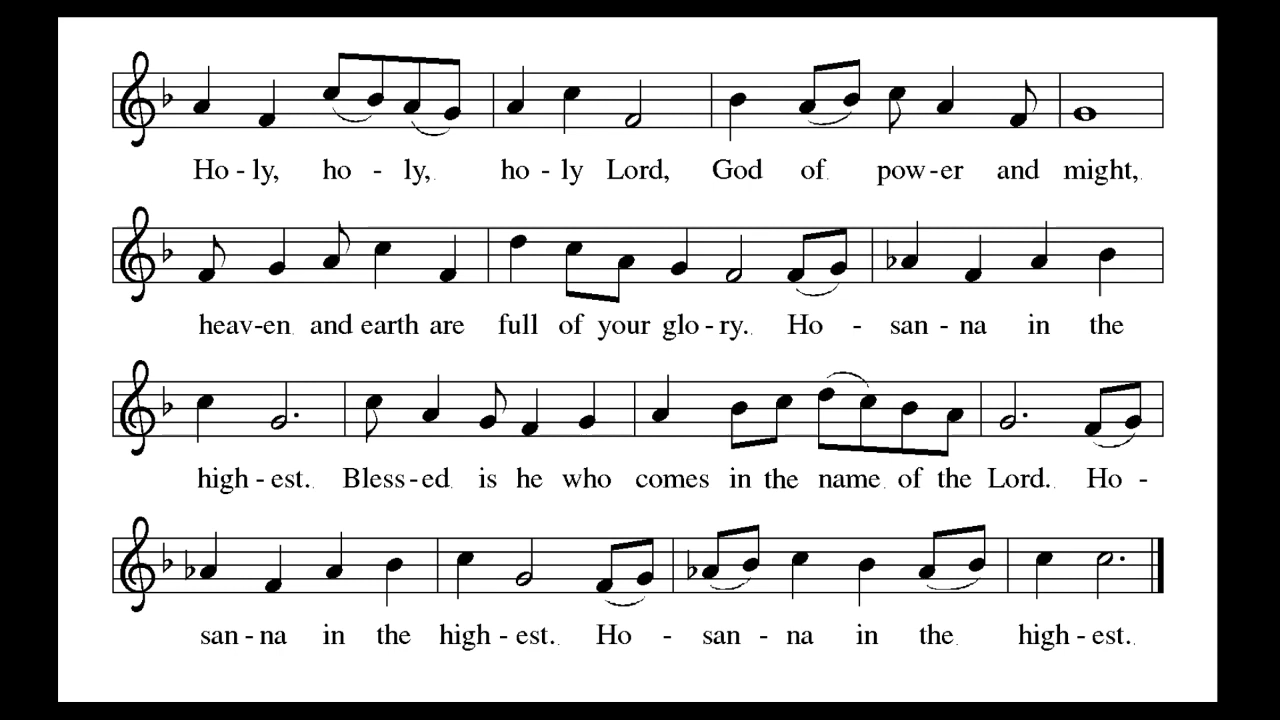 Ho - ly, ho - ly, ho - ly Lord, God of pow - er and might,
heav - en and earth are full of your glo - ry. Ho - san - na in the
high - est. Bless - ed is he who comes in the name of the Lord. Ho -
san - na in the high - est. Ho - san - na in the high - est.